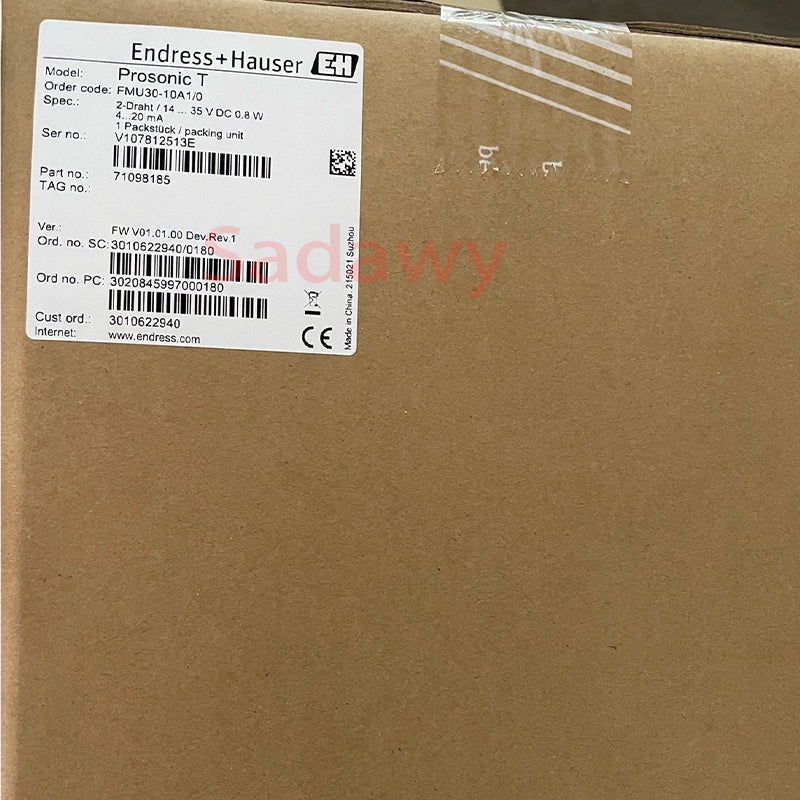 Endress+Hauser EH
Model: Prosonic T
Order code: FMU30-10A1/0
Spec.: 2-Draht / 14 ... 35 V DC 0.8 W
4...20 mA
1 Packstück / packing unit
Ser no.: V107812513E
Part no.: 71098185
TAG no.:
Ver.: FW V01.01.00 Dev.Rev.1
Ord. no. SC: 3010622940/0180
Ord no. PC: 3020845997000180
Cust ord.: 3010622940
Internet: www.endress.com
CE
Made in China, 215021 Suzhou
Sadawy